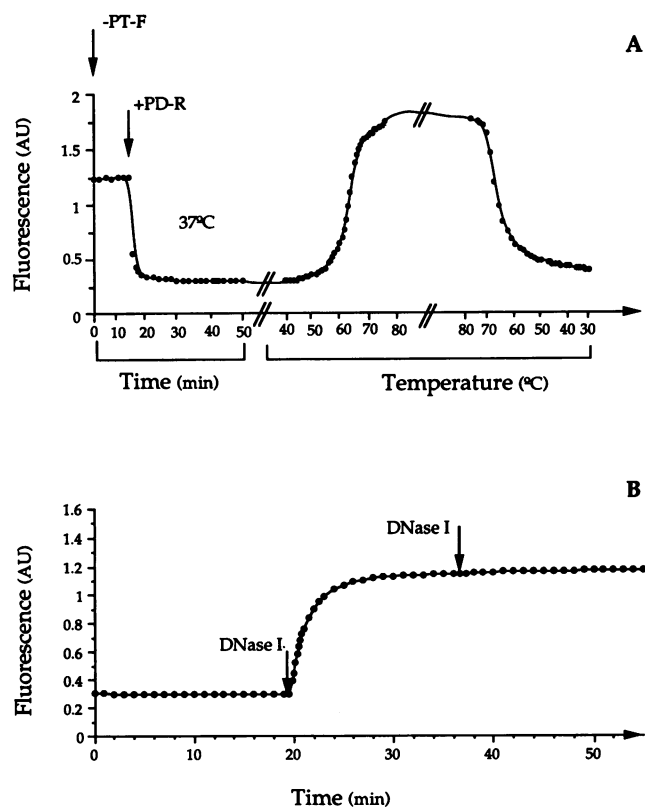 -PT-F
A
+PD-R
2
1.5
1
0.5
0
37ºC
Fluorescence (AU)
0 10 20 30 40 50 40 50 60 70 80 80 70 60 50 40 30
Time (min)
Temperature (ºC)
B
1.6
1.4
1.2
1.0
0.8
0.6
0.4
0.2
0
DNase I
DNase I.
Fluorescence (AU)
0 10 20 30 40 50
Time (min)